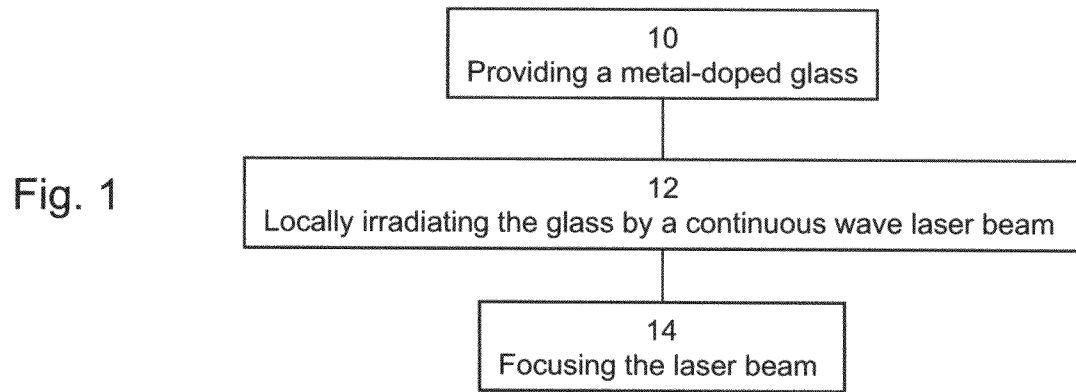 10
Providing a metal-doped glass
Fig. 1
12
Locally irradiating the glass by a continuous wave laser beam
14
Focusing the laser beam